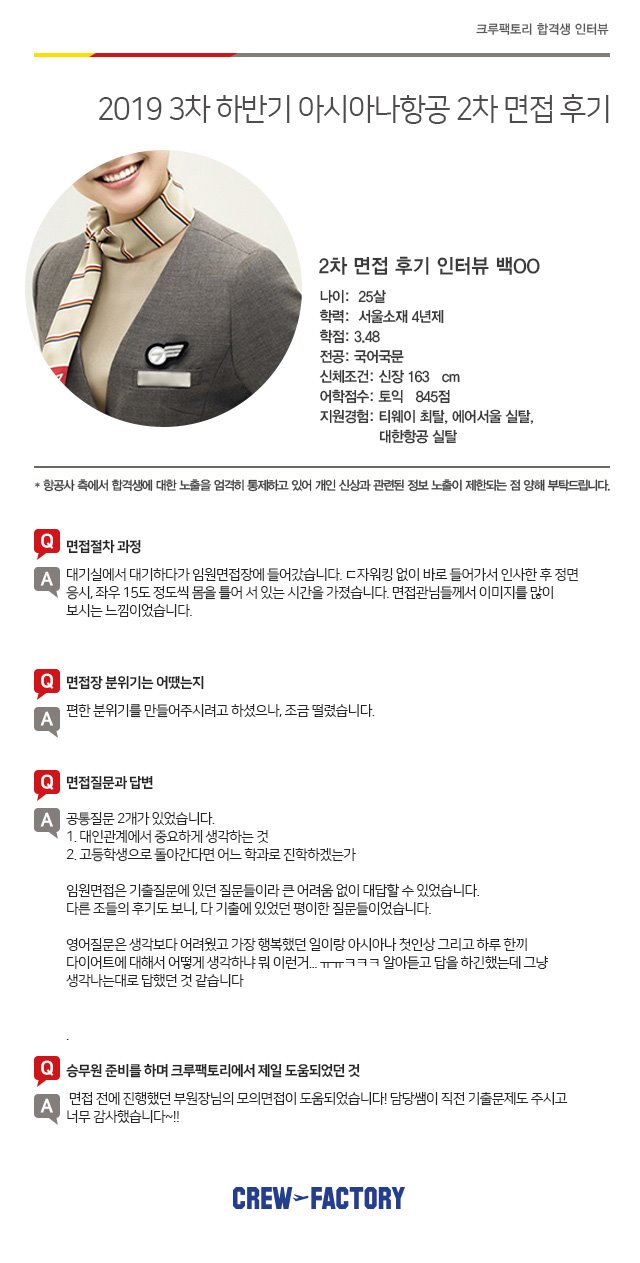 크루팩토리 합격생 인터뷰
2019 3차 하반기 아시아나항공 2차 면접 후기
2차 면접 후기 인터뷰 백OO
나이: 25살
학력: 서울소재 4년제
학점: 3.48
전공: 국어국문
신체조건: 신장 163 cm
어학점수: 토익 845점
지원경험: 티웨이 최탈, 에어서울 실탈,
대한항공 실탈
* 항공사 측에서 합격생에 대한 노출을 엄격히 통제하고 있어 개인 신상과 관련된 정보 노출이 제한되는 점 양해 부탁드립니다.
Q 면접절차 과정
A 대기실에서 대기하다가 임원면접장에 들어갔습니다. ㄷ자워킹 없이 바로 들어가서 인사한 후 정면
응시, 좌우 15도 정도씩 몸을 틀어 서 있는 시간을 가졌습니다. 면접관님들께서 이미지를 많이
보시는 느낌이었습니다.
Q 면접장 분위기는 어땠는지
A 편한 분위기를 만들어주시려고 하셨으나, 조금 떨렸습니다.
Q 면접질문과 답변
A 공통질문 2개가 있었습니다.
1. 대인관계에서 중요하게 생각하는 것
2. 고등학생으로 돌아간다면 어느 학과로 진학하겠는가
임원면접은 기출질문에 있던 질문들이라 큰 어려움 없이 대답할 수 있었습니다.
다른 조들의 후기도 보니, 다 기출에 있었던 평이한 질문들이었습니다.
영어질문은 생각보다 어려웠고 가장 행복했던 일이랑 아시아나 첫인상 그리고 하루 한끼
다이어트에 대해서 어떻게 생각하냐 뭐 이런거... ㅠㅠㅋㅋㅋ 알아듣고 답을 하긴했는데 그냥
생각나는대로 답했던 것 같습니다
.
Q 승무원 준비를 하며 크루팩토리에서 제일 도움되었던 것
A 면접 전에 진행했던 부원장님의 모의면접이 도움되었습니다! 담당쌤이 직전 기출문제도 주시고
너무 감사했습니다~!!
CREW FACTORY